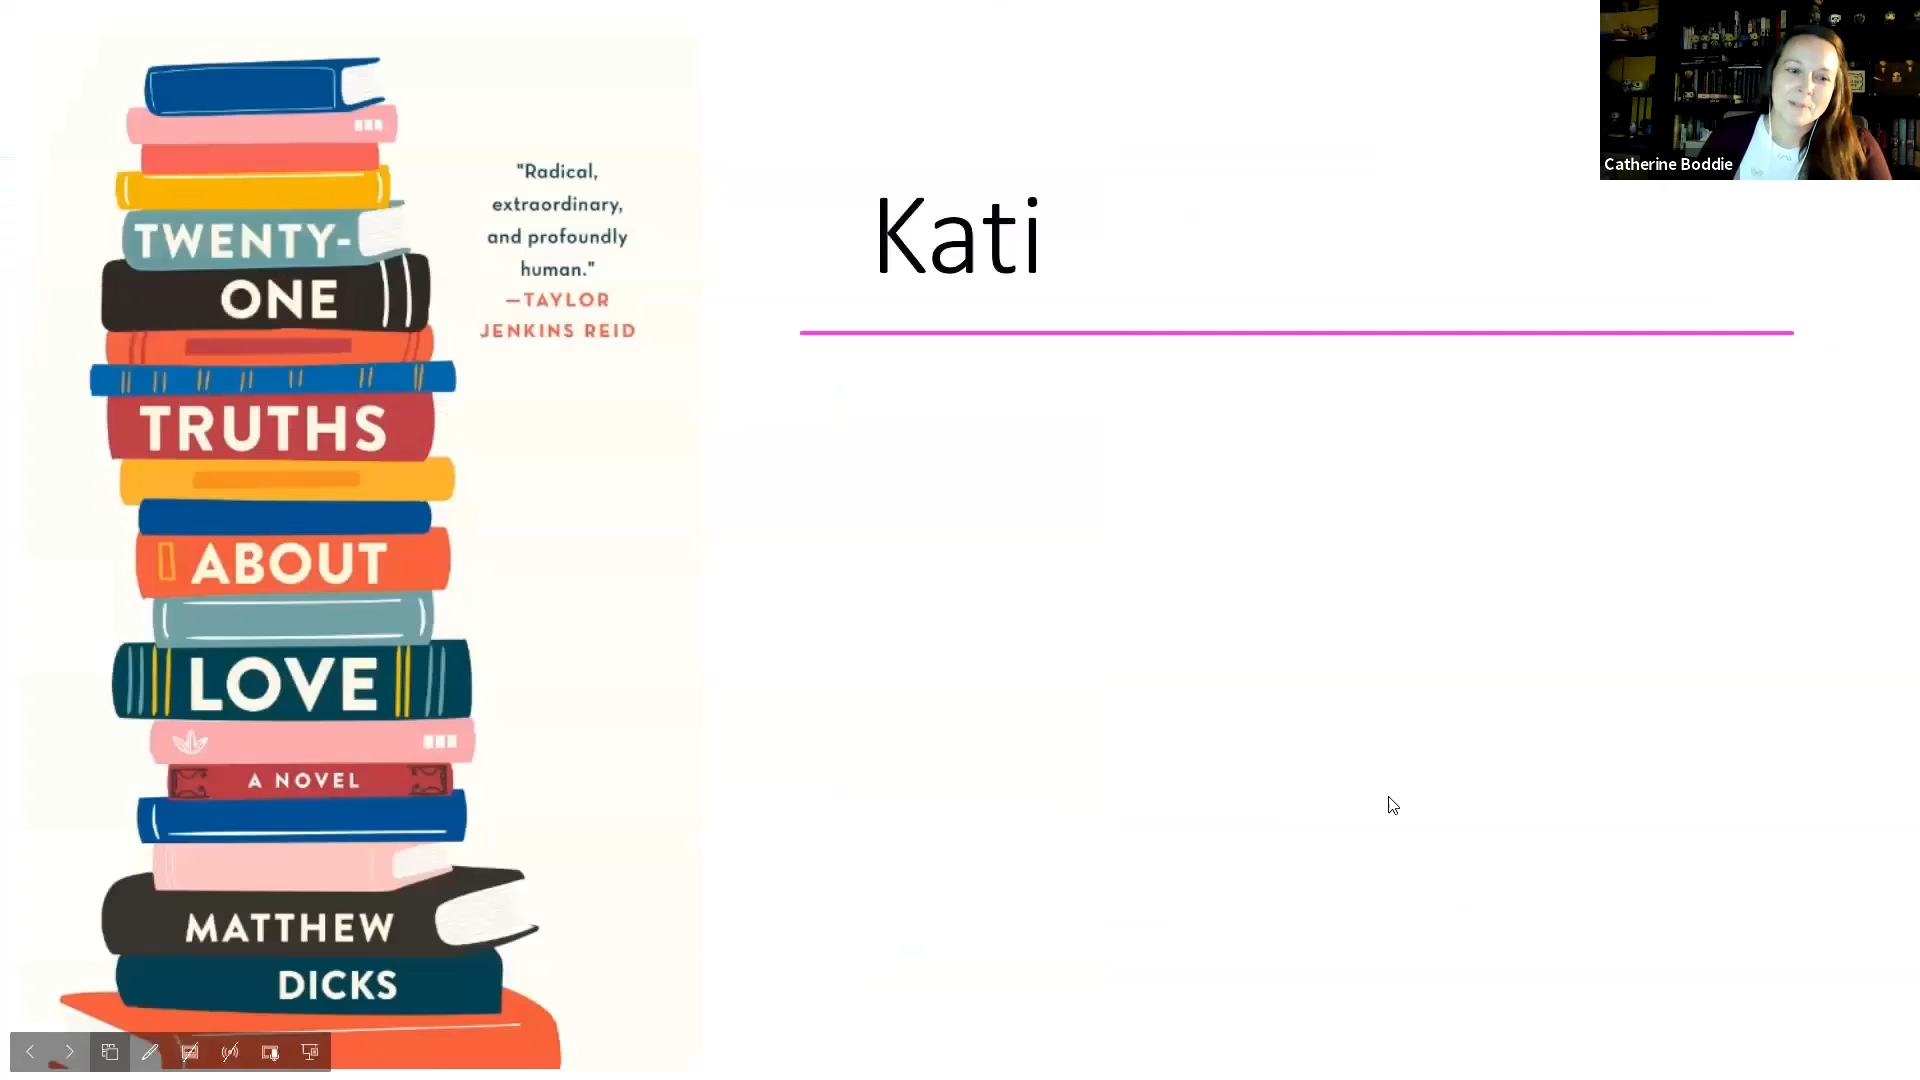 TWENTY-
ONE
TRUTHS
ABOUT
LOVE
A NOVEL
MATTHEW
DICKS
"Radical,
extraordinary,
and profoundly
human."
—TAYLOR
JENKINS REID
Kati
Catherine Boddie